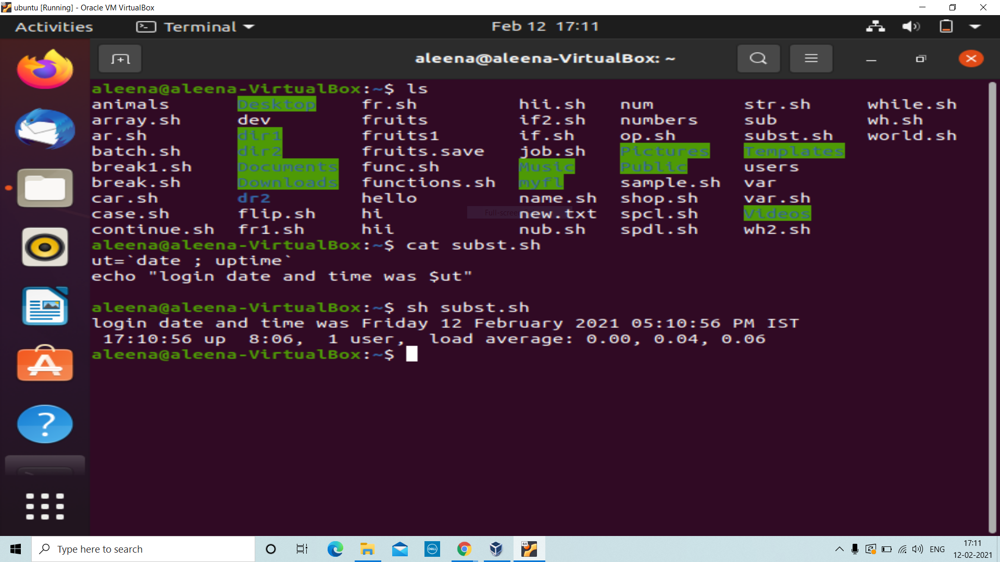 ubuntu [Running] - Oracle VM VirtualBox
Activities Terminal Feb 12 17:11
aleena@aleena-VirtualBox: ~
aleena@aleena-VirtualBox:~$ ls
animals Desktop fr.sh hii.sh num str.sh while.sh
array.sh dev fruits if2.sh numbers sub wh.sh
ar.sh dir1 fruits1 if.sh op.sh subst.sh world.sh
batch.sh dir2 fruits.save job.sh Pictures Templates
break1.sh Documents func.sh Music Public users
break.sh Downloads functions.sh myfl sample.sh var
car.sh dr2 hello name.sh shop.sh var.sh
case.sh flip.sh hi new.txt spcl.sh Videos
continue.sh fr1.sh hii nub.sh spdl.sh wh2.sh
aleena@aleena-VirtualBox:~$ cat subst.sh
ut=`date ; uptime`
echo "login date and time was $ut"
aleena@aleena-VirtualBox:~$ sh subst.sh
login date and time was Friday 12 February 2021 05:10:56 PM IST
17:10:56 up 8:06, 1 user, load average: 0.00, 0.04, 0.06
aleena@aleena-VirtualBox:~$
Type here to search DELL 64 ENG 17:11
12-02-2021